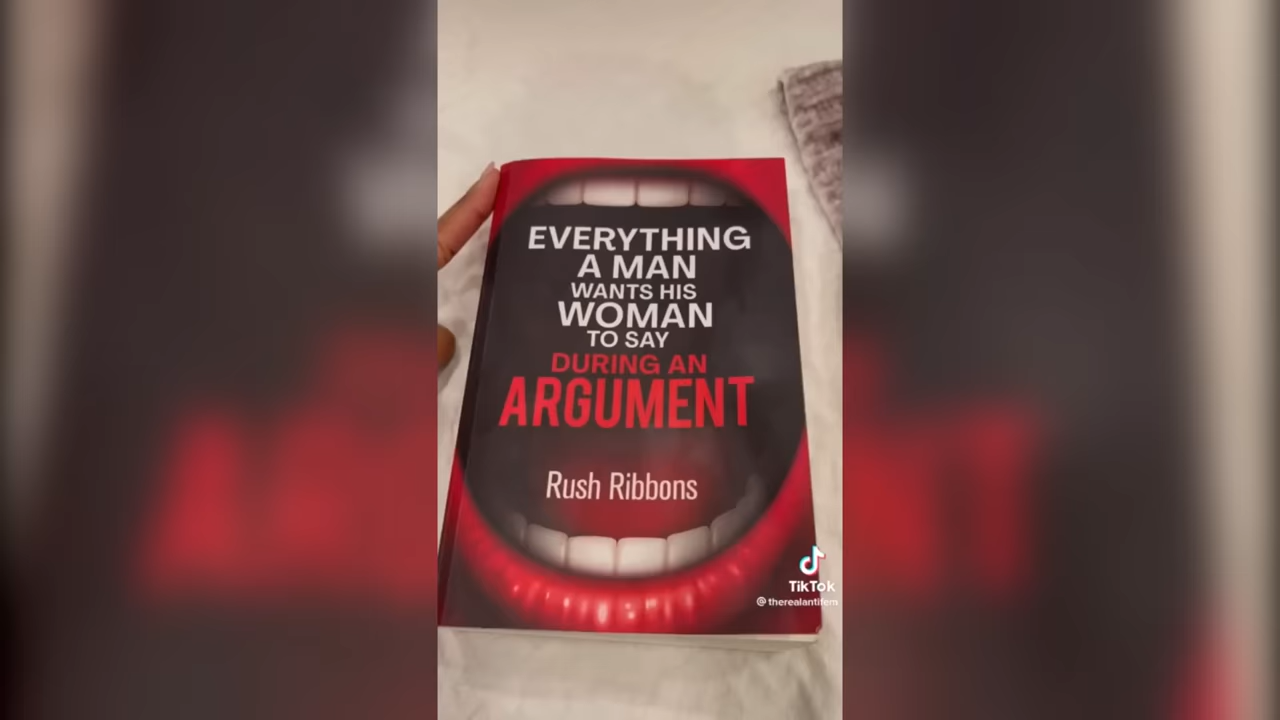 EVERYTHING
A MAN
WANTS HIS
WOMAN
TO SAY
DURING AN
ARGUMENT
Rush Ribbons
TikTok
@therealantifem